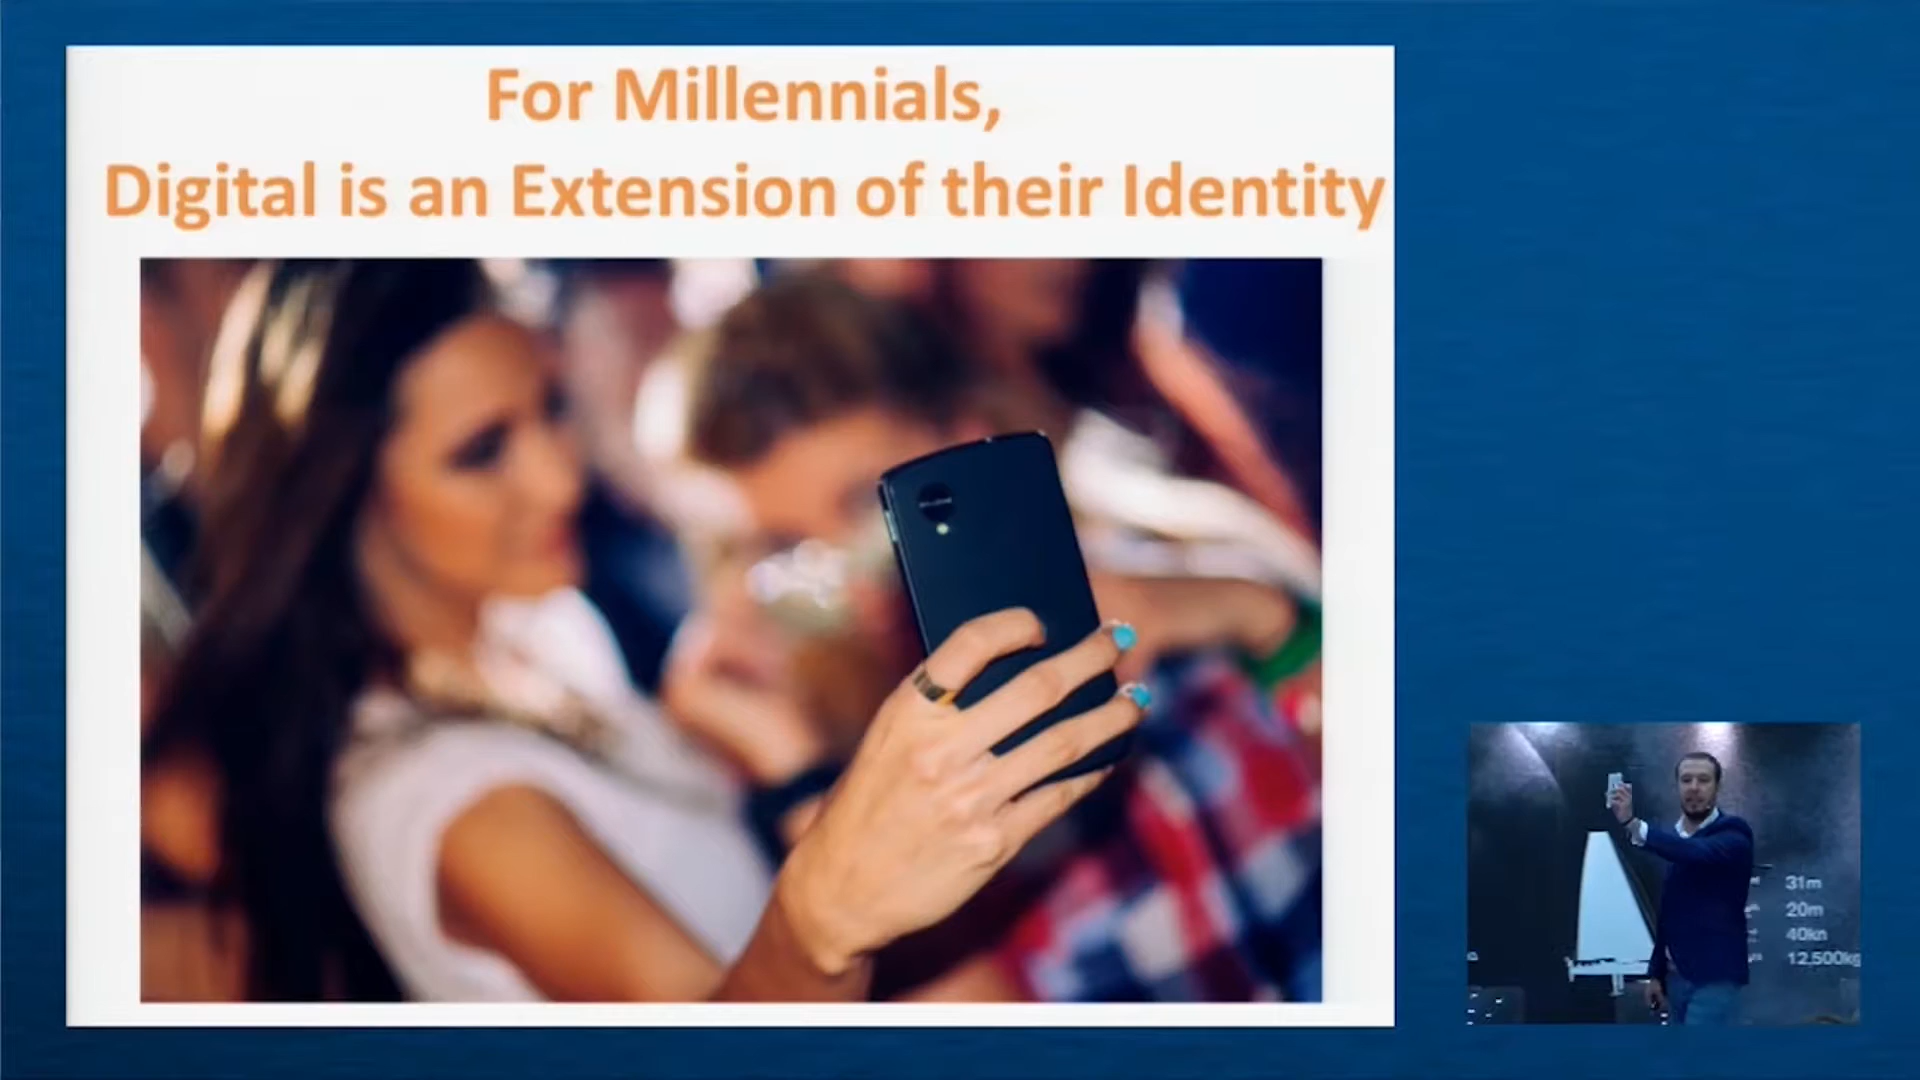 For Millennials,
Digital is an Extension of their Identity
31m
20m
40kn
12,500kg